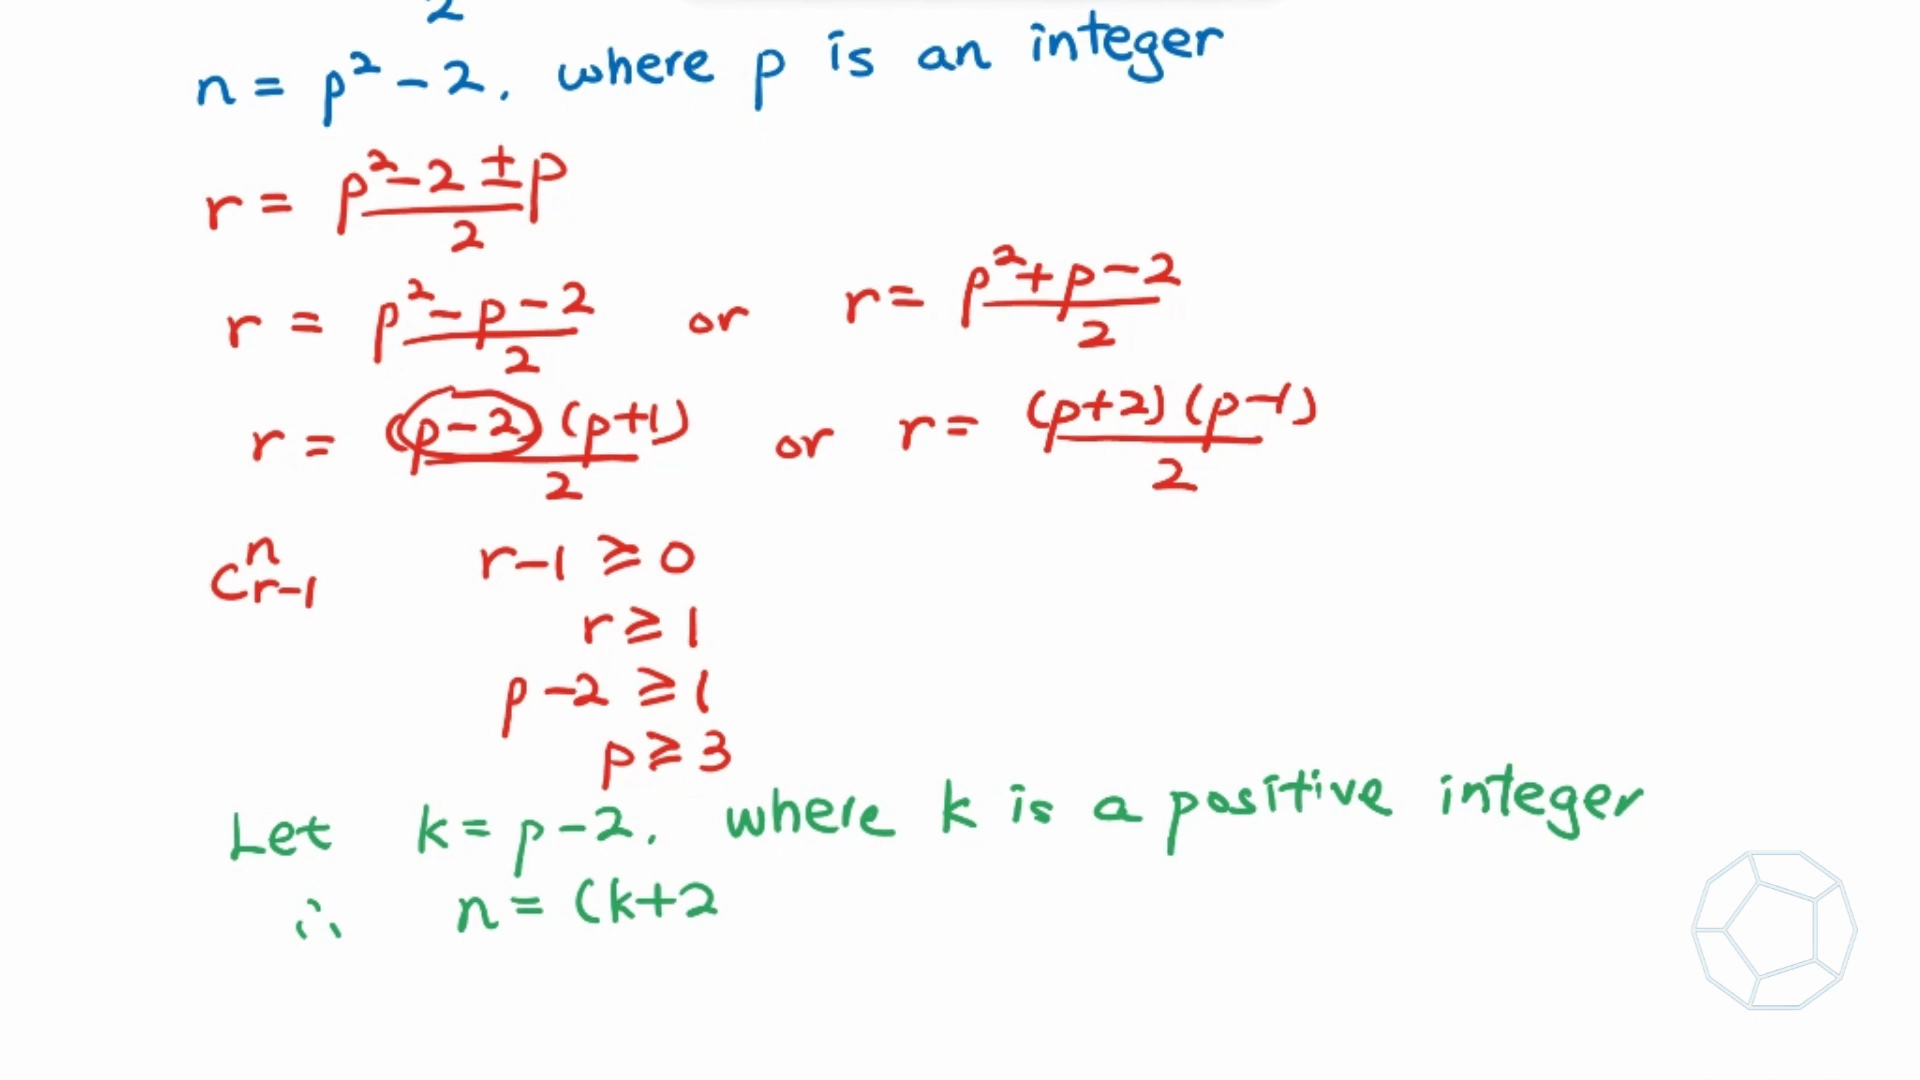 2
n = p² - 2, where p is an integer
r = (p² - 2 ± p) / 2
r = (p² - p - 2) / 2 or r = (p² + p - 2) / 2
r = (p-2)(p+1) / 2 or r = (p+2)(p-1) / 2
Cⁿᵣ₋₁ r-1 ≥ 0
r ≥ 1
p-2 ≥ 1
p ≥ 3
Let k = p-2, where k is a positive integer
∴ n = (k+2